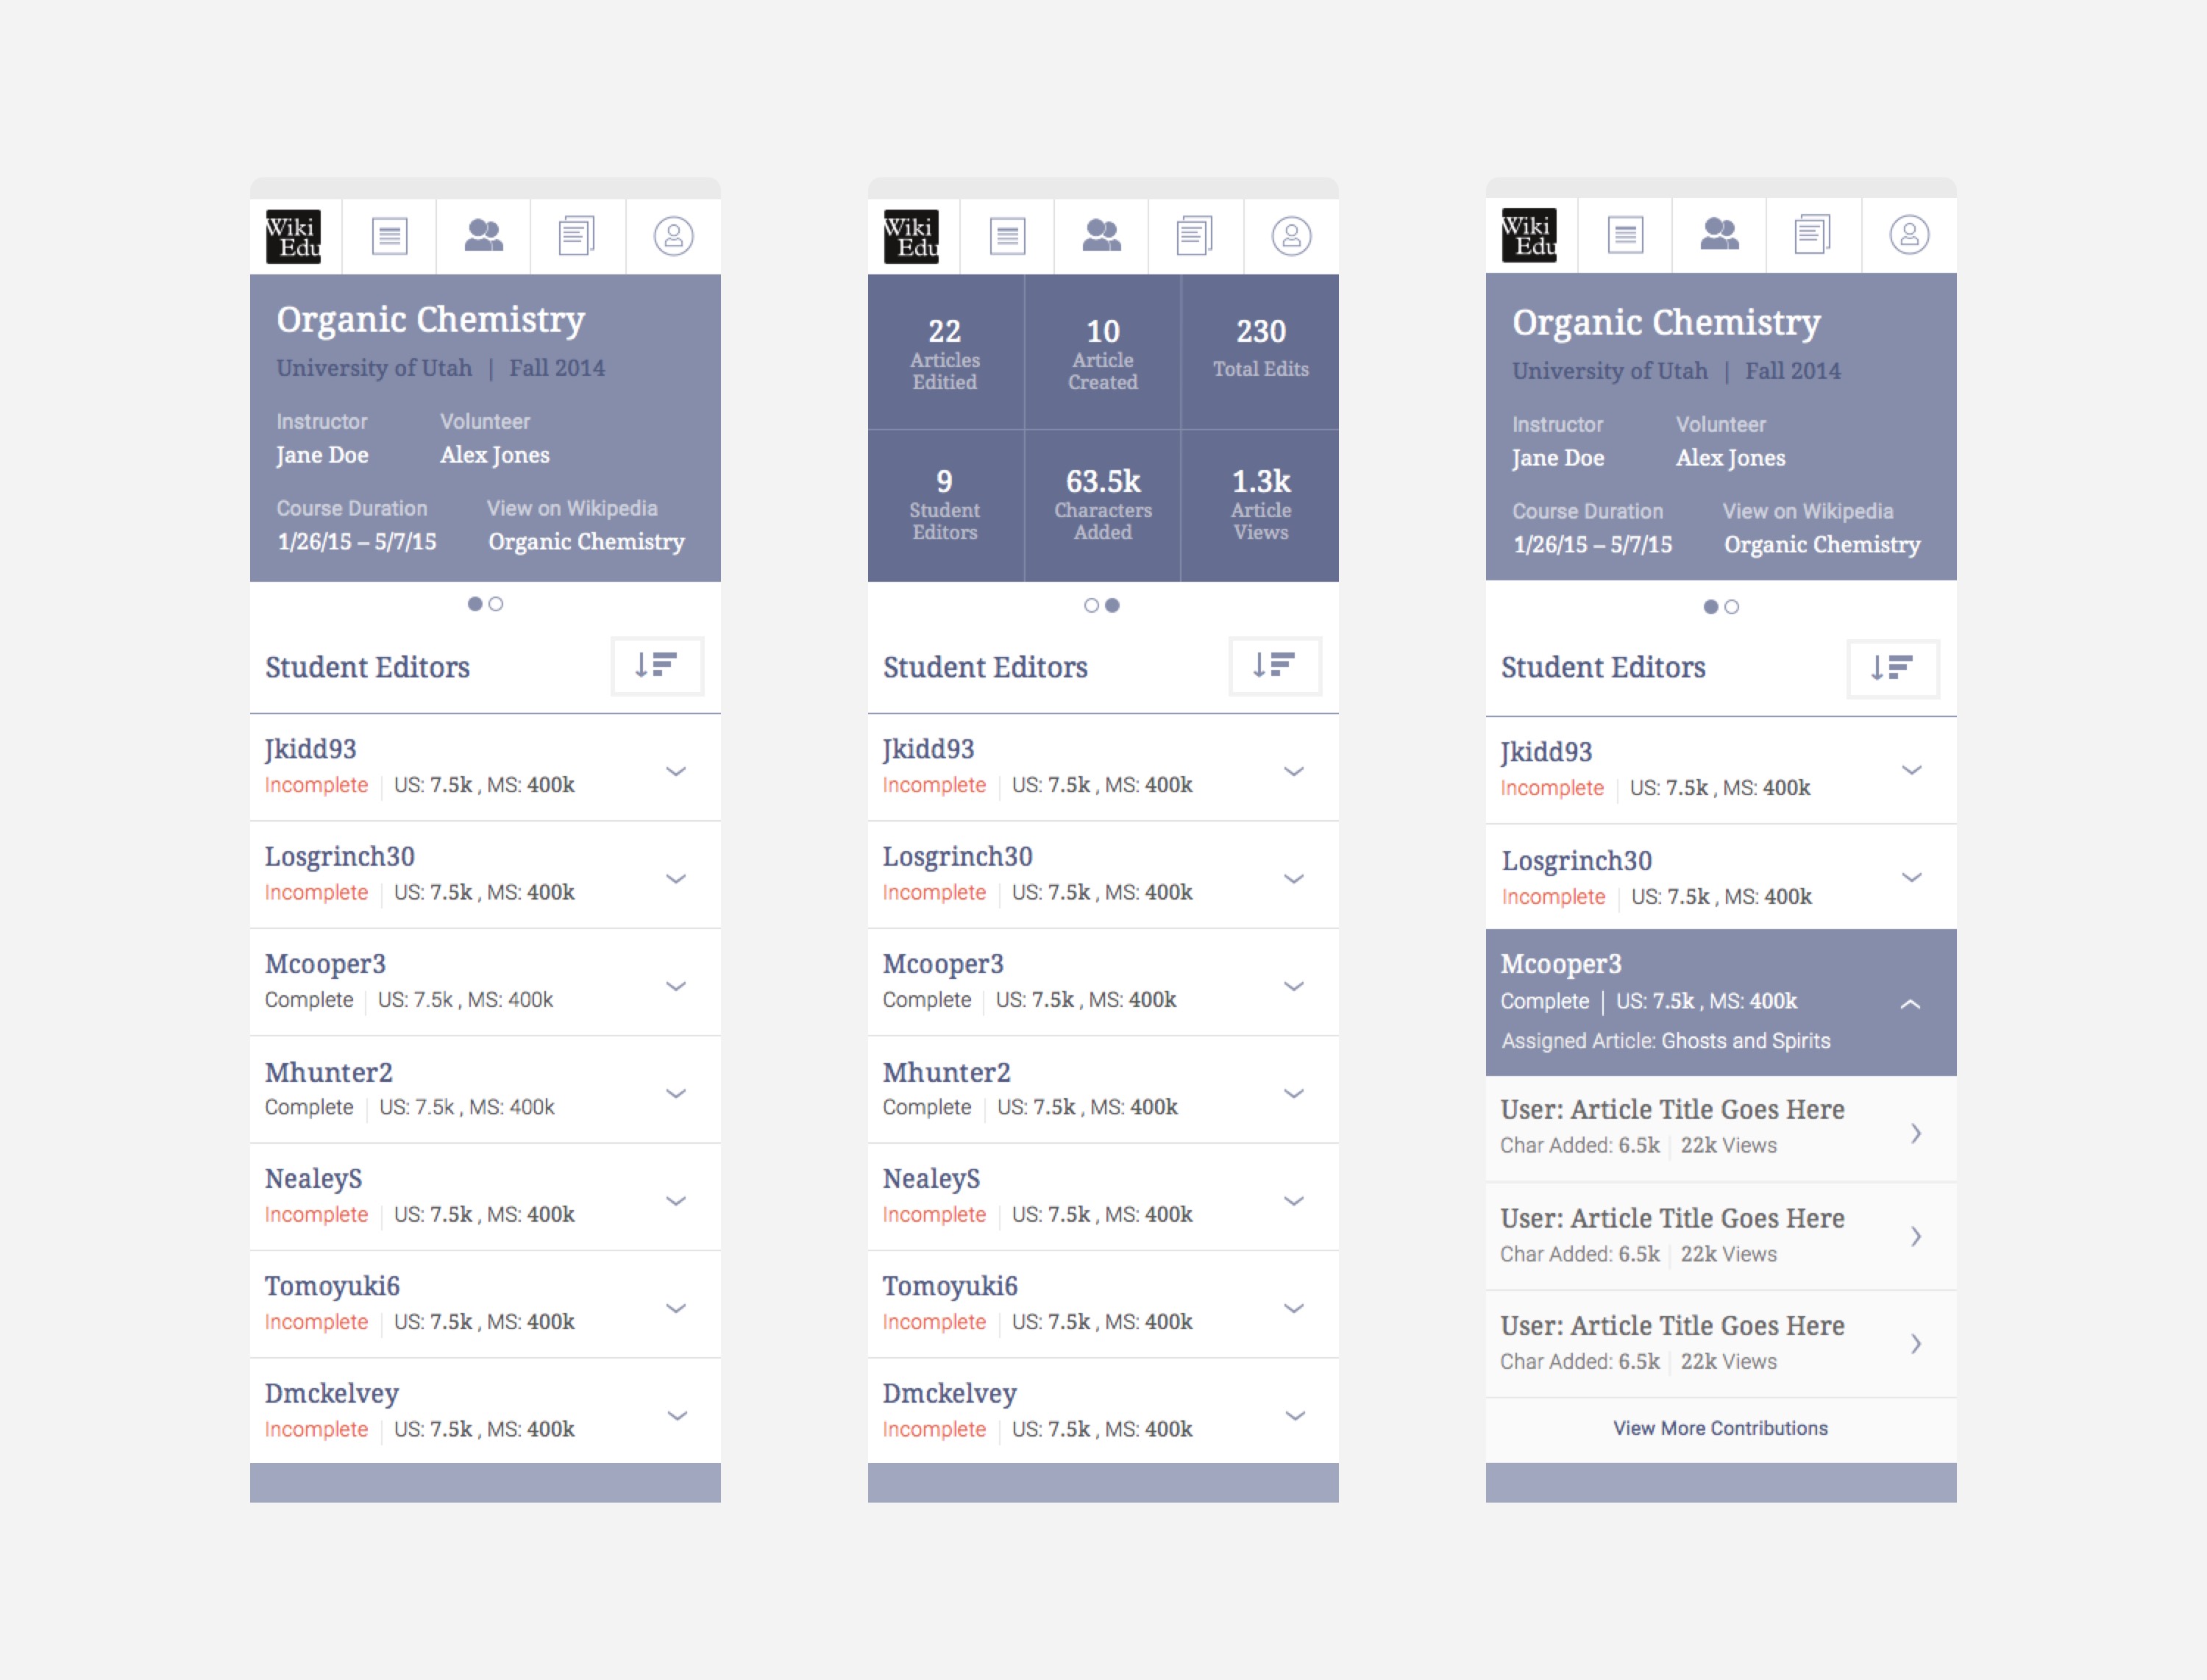 Wiki
Edu
Organic Chemistry
University of Utah | Fall 2014
Instructor Volunteer
Jane Doe Alex Jones
Course Duration View on Wikipedia
1/26/15 – 5/7/15 Organic Chemistry
Student Editors
Jkidd93
Incomplete | US: 7.5k , MS: 400k
Losgrinch30
Incomplete | US: 7.5k , MS: 400k
Mcooper3
Complete | US: 7.5k , MS: 400k
Mhunter2
Complete | US: 7.5k , MS: 400k
NealeyS
Incomplete | US: 7.5k , MS: 400k
Tomoyuki6
Incomplete | US: 7.5k , MS: 400k
Dmckelvey
Incomplete | US: 7.5k , MS: 400k
Wiki
Edu
22
Articles
Editied
10
Article
Created
230
Total Edits
9
Student
Editors
63.5k
Characters
Added
1.3k
Article
Views
Student Editors
Jkidd93
Incomplete | US: 7.5k , MS: 400k
Losgrinch30
Incomplete | US: 7.5k , MS: 400k
Mcooper3
Complete | US: 7.5k , MS: 400k
Mhunter2
Complete | US: 7.5k , MS: 400k
NealeyS
Incomplete | US: 7.5k , MS: 400k
Tomoyuki6
Incomplete | US: 7.5k , MS: 400k
Dmckelvey
Incomplete | US: 7.5k , MS: 400k
Wiki
Edu
Organic Chemistry
University of Utah | Fall 2014
Instructor Volunteer
Jane Doe Alex Jones
Course Duration View on Wikipedia
1/26/15 – 5/7/15 Organic Chemistry
Student Editors
Jkidd93
Incomplete | US: 7.5k , MS: 400k
Losgrinch30
Incomplete | US: 7.5k , MS: 400k
Mcooper3
Complete | US: 7.5k , MS: 400k
Assigned Article: Ghosts and Spirits
User: Article Title Goes Here
Char Added: 6.5k | 22k Views
User: Article Title Goes Here
Char Added: 6.5k | 22k Views
User: Article Title Goes Here
Char Added: 6.5k | 22k Views
View More Contributions